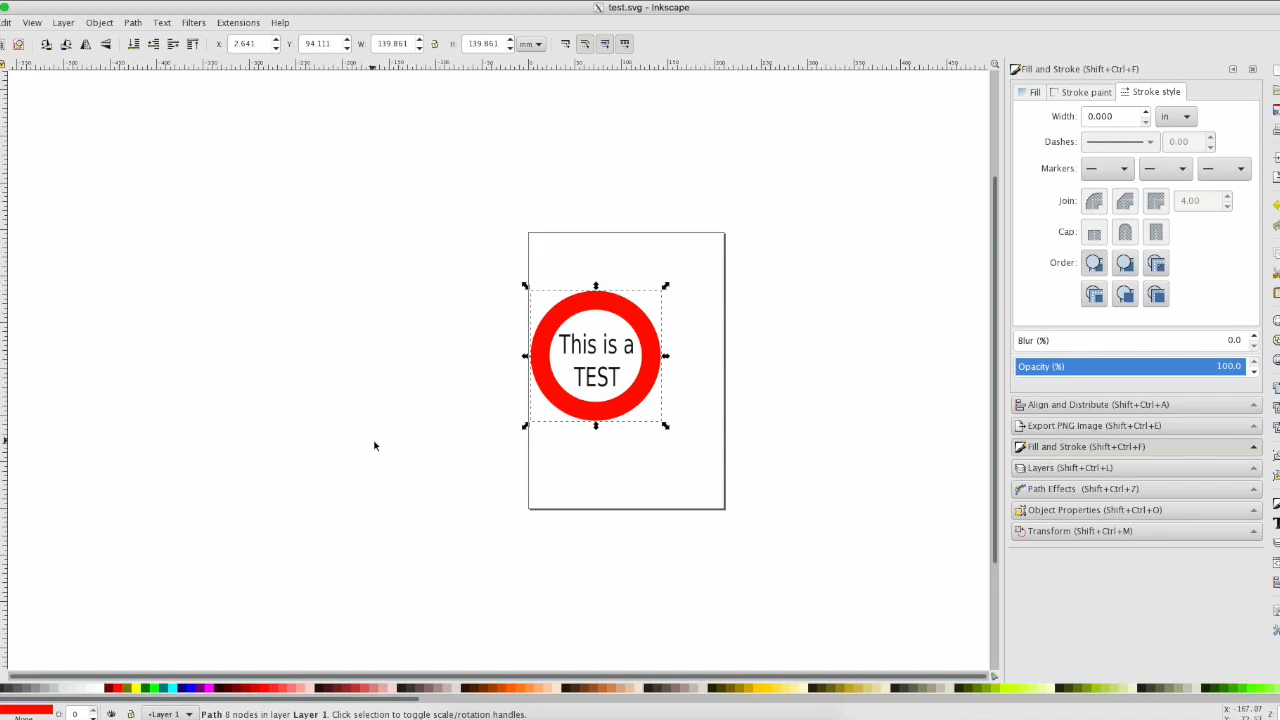 test.svg - Inkscape
dit View Layer Object Path Text Filters Extensions Help
X: 2.641 Y: 94.111 W: 139.861 H: 139.861 mm
Fill and Stroke (Shift+Ctrl+F)
Fill Stroke paint Stroke style
Width: 0.000 in
Dashes: 0.00
Markers:
Join: 4.00
Cap:
Order:
This is a
TEST
Blur (%) 0.0
Opacity (%) 100.0
Align and Distribute (Shift+Ctrl+A)
Export PNG Image (Shift+Ctrl+E)
Fill and Stroke (Shift+Ctrl+F)
Layers (Shift+Ctrl+L)
Path Effects (Shift+Ctrl+7)
Object Properties (Shift+Ctrl+O)
Transform (Shift+Ctrl+M)
None O: 0 Layer 1 Path 8 nodes in layer Layer 1. Click selection to toggle scale/rotation handles.
X: -167.07 Z: